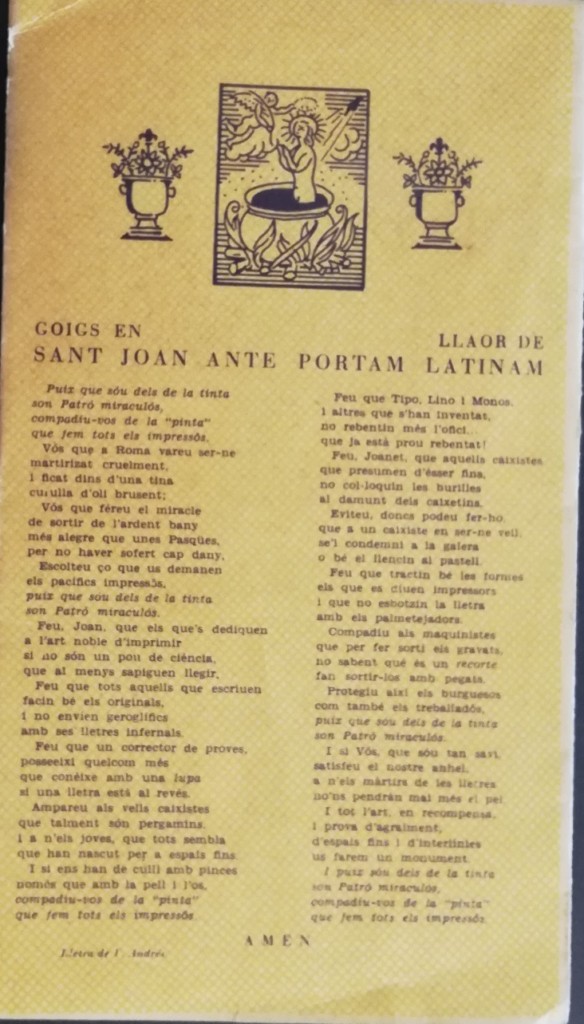 GOIGS EN LLAOR DE
SANT JOAN ANTE PORTAM LATINAM
Puix que sóu dels de la tinta
son Patró miraculós,
compadiu-vos de la "pinta"
que fem tots els impressós.
Vós que a Roma vareu ser-ne
martiritzat cruelment,
i ficat dins d'una tina
curulla d'oli brusent;
Vós que féreu el miracle
de sortir de l'ardent bany
més alegre que unes Pasqües,
per no haver sofert cap dany,
Escolteu ço que us demanen
els pacífics impressós,
puix que sou dels de la tinta
son Patró miraculós.
Feu, Joan, que els que's dediquen
a l'art noble d'imprimir
si no són un pou de ciència,
que al menys sapiguen llegir,
Feu que tots aquells que escriuen
facin bé els originals,
i no envien geroglífics
amb ses lletres infernals.
Feu que un corrector de proves,
posseeixi quelcom més
que conéixe amb una lupa
si una lletra està al revés.
Ampareu als vells caixistes
que talment són pergamins,
i a n'els joves, que tots sembla
que han nascut per a espais fins.
I si ens han de cullí amb pinces
només que amb la pell i l'os,
compadiu-vos de la "pinta"
que fem tots els impressós.
Feu que Tipo, Lino i Monos,
i altres que s'han inventat,
no rebentin més l'ofici...
que ja està prou rebentat!
Feu, Joanet, que aquells caixistes
que presumen d'ésser fins,
no col·loquin les burilles
al damunt dels caixetins.
Eviteu, doncs podeu fer-ho,
que a un caixiste en ser-ne vell,
se'l condemni a la galera
o bé el llencin al pastell.
Feu que tractin bé les formes
els que es diuen impressors
i que no esbotzin la lletra
amb els palmetejadors.
Compadiu als maquinistes
que per fer sortí els gravats,
no sabent qué és un recorte
fan sortir-los amb pegats.
Protegiu així els burguesos
com també els treballadós,
puix que sou dels de la tinta
son Patró miraculós.
I si Vós, que sóu tan savi,
satisfeu el nostre anhel,
a n'els màrtirs de les lletres
no'ns pendràn mai més el pèl
I tot l'art, en recompensa,
i prova d'agraiment,
d'espais fins i d'interlínies
us farem un monument.
I puix sóu dels de la tinta
son Patró miraculós,
compadiu-vos de la "pinta"
que fem tots els impressós.
AMEN
Lletra de F. Andrés